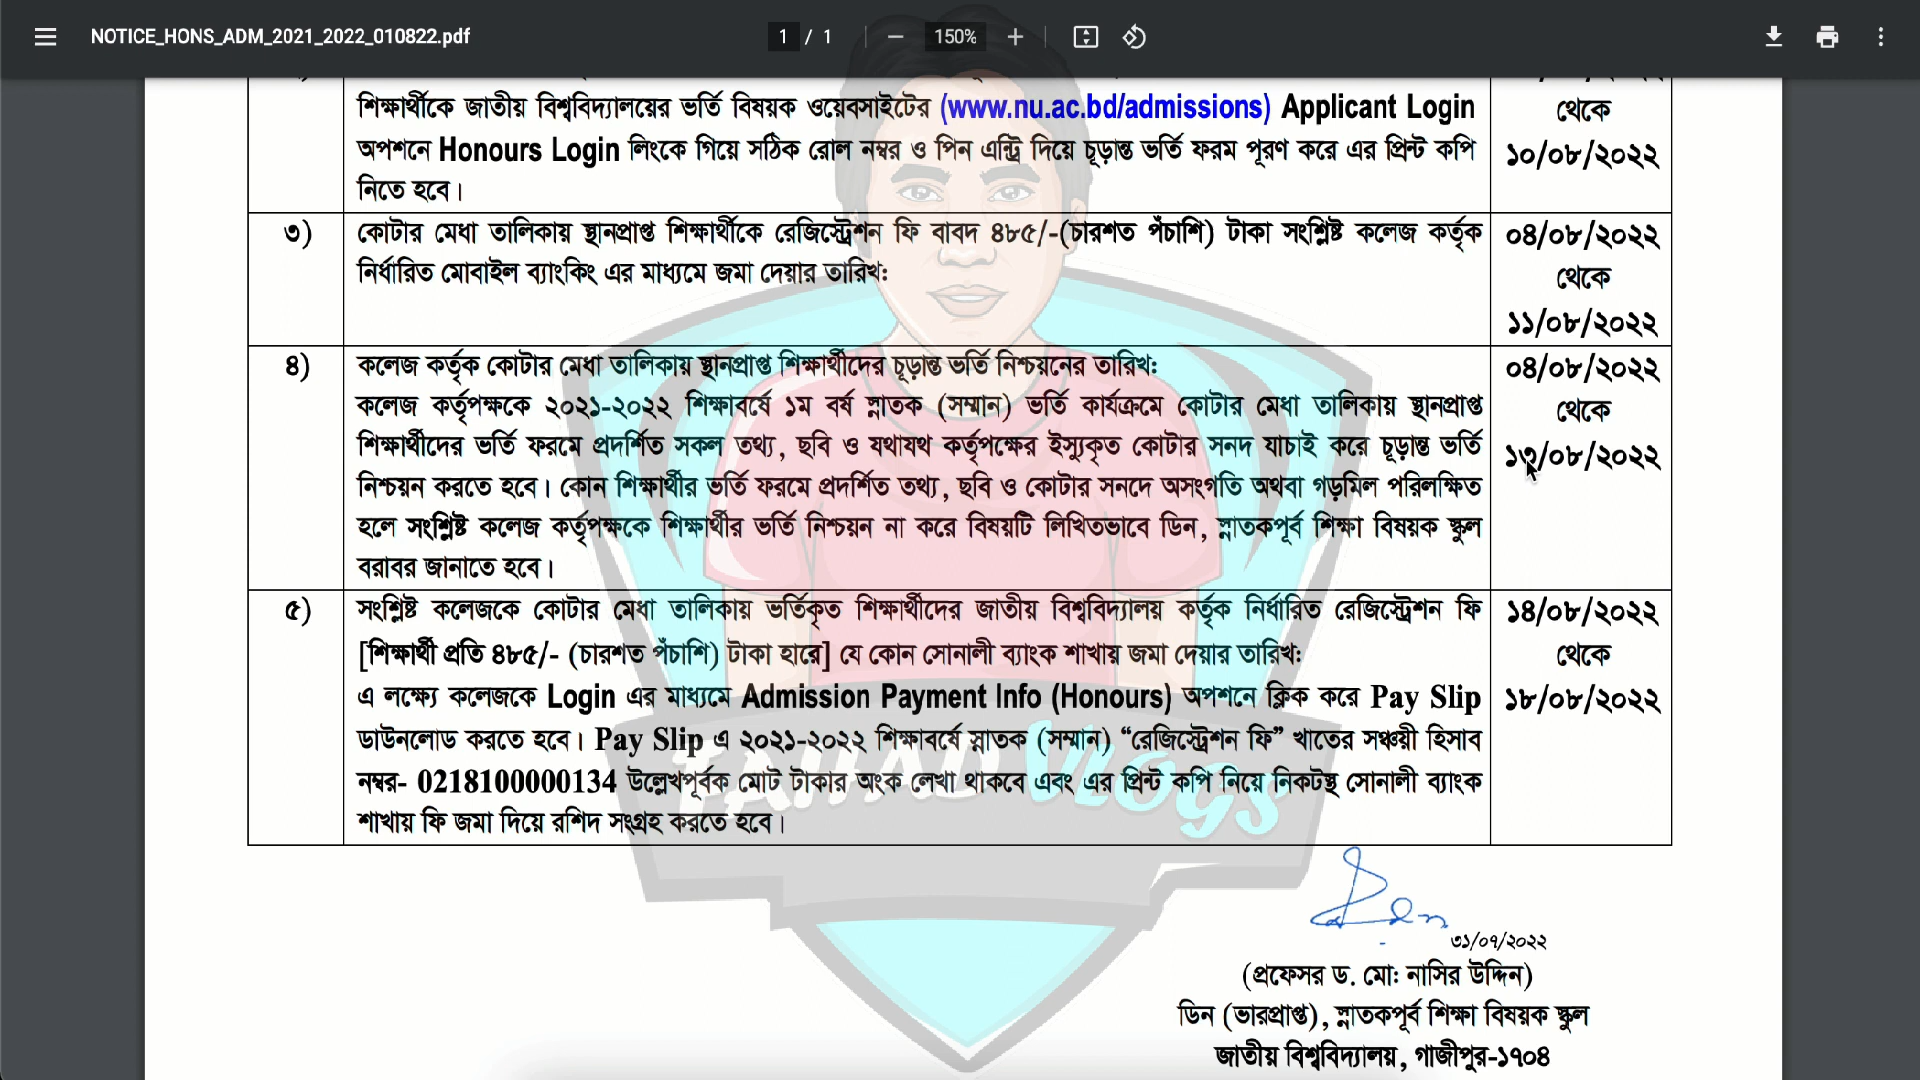 NOTICE_HONS_ADM_2021_2022_010822.pdf
1 / 1
150%
শিক্ষার্থীকে জাতীয় বিশ্ববিদ্যালয়ের ভর্তি বিষয়ক ওয়েবসাইটের (www.nu.ac.bd/admissions) Applicant Login
অপশনে Honours Login লিংকে গিয়ে সঠিক রোল নম্বর ও পিন এন্ট্রি দিয়ে চূড়ান্ত ভর্তি ফরম পূরণ করে এর প্রিন্ট কপি
নিতে হবে।
থেকে
১০/০৮/২০২২
৩)
কোটার মেধা তালিকায় স্থানপ্রাপ্ত শিক্ষার্থীকে রেজিস্ট্রেশন ফি বাবদ ৪৮৫/-(চারশত পঁচাশি) টাকা সংশ্লিষ্ট কলেজ কর্তৃক
নির্ধারিত মোবাইল ব্যাংকিং এর মাধ্যমে জমা দেয়ার তারিখ:
০৪/০৮/২০২২
থেকে
১১/০৮/২০২২
৪)
কলেজ কর্তৃক কোটার মেধা তালিকায় স্থানপ্রাপ্ত শিক্ষার্থীদের চূড়ান্ত ভর্তি নিশ্চয়নের তারিখ:
কলেজ কর্তৃপক্ষকে ২০২১-২০২২ শিক্ষাবর্ষে ১ম বর্ষ স্নাতক (সম্মান) ভর্তি কার্যক্রমে কোটার মেধা তালিকায় স্থানপ্রাপ্ত
শিক্ষার্থীদের ভর্তি ফরমে প্রদর্শিত সকল তথ্য, ছবি ও যথাযথ কর্তৃপক্ষের ইস্যুকৃত কোটার সনদ যাচাই করে চূড়ান্ত ভর্তি
নিশ্চয়ন করতে হবে। কোন শিক্ষার্থীর ভর্তি ফরমে প্রদর্শিত তথ্য, ছবি ও কোটার সনদে অসংগতি অথবা গড়মিল পরিলক্ষিত
হলে সংশ্লিষ্ট কলেজ কর্তৃপক্ষকে শিক্ষার্থীর ভর্তি নিশ্চয়ন না করে বিষয়টি লিখিতভাবে ডিন, স্নাতকপূর্ব শিক্ষা বিষয়ক স্কুল
বরাবর জানাতে হবে।
০৪/০৮/২০২২
থেকে
১৩/০৮/২০২২
৫)
সংশ্লিষ্ট কলেজকে কোটার মেধা তালিকায় ভর্তিকৃত শিক্ষার্থীদের জাতীয় বিশ্ববিদ্যালয় কর্তৃক নির্ধারিত রেজিস্ট্রেশন ফি
[শিক্ষার্থী প্রতি ৪৮৫/- (চারশত পঁচাশি) টাকা হারে] যে কোন সোনালী ব্যাংক শাখায় জমা দেয়ার তারিখ:
এ লক্ষ্যে কলেজকে Login এর মাধ্যমে Admission Payment Info (Honours) অপশনে ক্লিক করে Pay Slip
ডাউনলোড করতে হবে। Pay Slip এ ২০২১-২০২২ শিক্ষাবর্ষে স্নাতক (সম্মান) “রেজিস্ট্রেশন ফি” খাতের সঞ্চয়ী হিসাব
নম্বর- 0218100000134 উল্লেখপূর্বক মোট টাকার অংক লেখা থাকবে এবং এর প্রিন্ট কপি নিয়ে নিকটস্থ সোনালী ব্যাংক
শাখায় ফি জমা দিয়ে রশিদ সংগ্রহ করতে হবে।
১৪/০৮/২০২২
থেকে
১৮/০৮/২০২২
FAHAD Vlogs
৩১/০৭/২০২২
(প্রফেসর ড. মো: নাসির উদ্দিন)
ডিন (ভারপ্রাপ্ত), স্নাতকপূর্ব শিক্ষা বিষয়ক স্কুল
জাতীয় বিশ্ববিদ্যালয়, গাজীপুর-১৭০৪